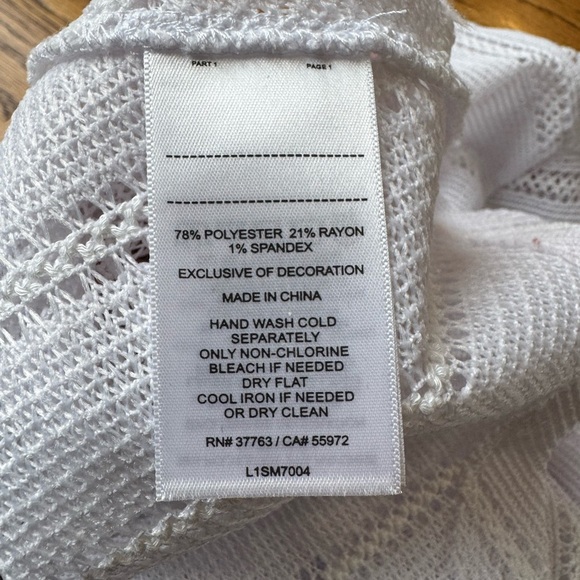 PART 1 PAGE 1
78% POLYESTER 21% RAYON
1% SPANDEX
EXCLUSIVE OF DECORATION
MADE IN CHINA
HAND WASH COLD
SEPARATELY
ONLY NON-CHLORINE
BLEACH IF NEEDED
DRY FLAT
COOL IRON IF NEEDED
OR DRY CLEAN
RN# 37763 / CA# 55972
L1SM7004